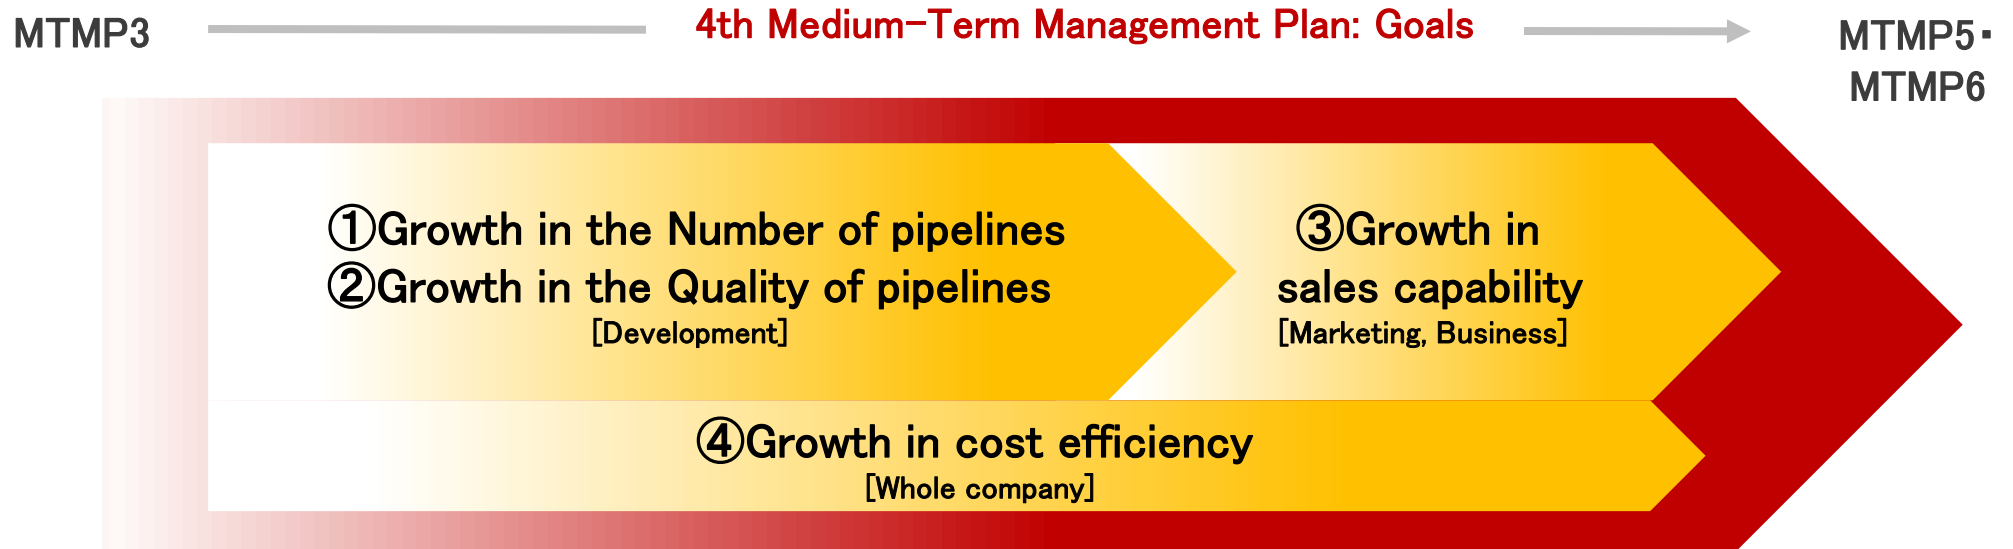 MTMP3
4th Medium-Term Management Plan: Goals
MTMP5・
MTMP6
①Growth in the Number of pipelines
②Growth in the Quality of pipelines
[Development]
③Growth in
sales capability
[Marketing, Business]
④Growth in cost efficiency
[Whole company]